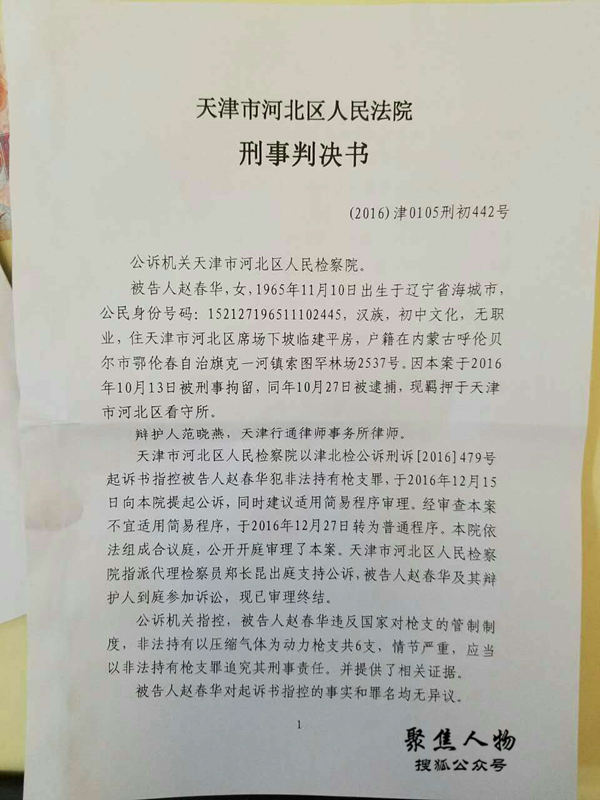 天津市河北区人民法院
刑事判决书
(2016)津0105刑初442号
公诉机关天津市河北区人民检察院。
被告人赵春华,女,1965年11月10日出生于辽宁省海城市,
公民身份号码:152127196511102445,汉族,初中文化,无职
业,住天津市河北区席场下坡临建平房,户籍在内蒙古呼伦贝
尔市鄂伦春自治旗克一河镇索图罕林场2537号。因本案于2016
年10月13日被刑事拘留,同年10月27日被逮捕,现羁押于天津
市河北区看守所。
辩护人范晓燕,天津行通律师事务所律师。
天津市河北区人民检察院以津北检公诉刑诉[2016]479号
起诉书指控被告人赵春华犯非法持有枪支罪,于2016年12月15
日向本院提起公诉,同时建议适用简易程序审理。经审查本案
不宜适用简易程序,于2016年12月27日转为普通程序。本院依
法组成合议庭,公开开庭审理了本案。天津市河北区人民检察
院指派代理检察员郑长昆出庭支持公诉,被告人赵春华及其辩
护人到庭参加诉讼,现已审理终结。
公诉机关指控,被告人赵春华违反国家对枪支的管制制
度,非法持有以压缩气体为动力枪支共6支,情节严重,应当
以非法持有枪支罪追究其刑事责任。并提供了相关证据。
被告人赵春华对起诉书指控的事实和罪名均无异议。
1
聚焦人物
搜狐公众号